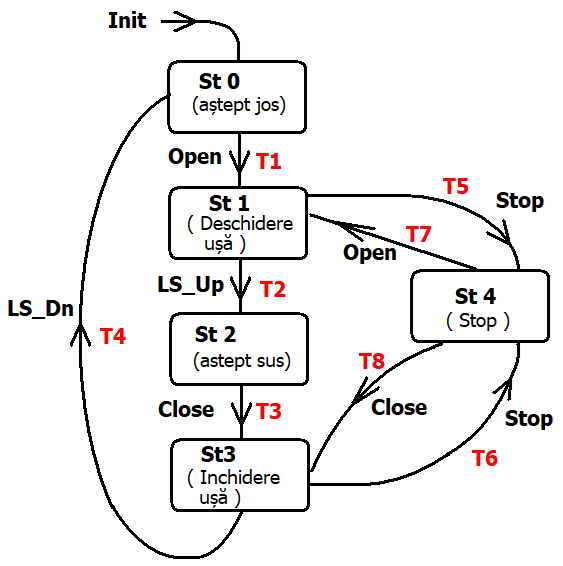 Init
St 0
(aștept jos)
Open
T1
St 1
( Deschidere
ușă )
T5
Stop
T7
Open
LS_Up
T2
St 4
( Stop )
LS_Dn
T4
St 2
(astept sus)
T8
Close
Close
T3
Stop
St3
( Inchidere
ușă )
T6